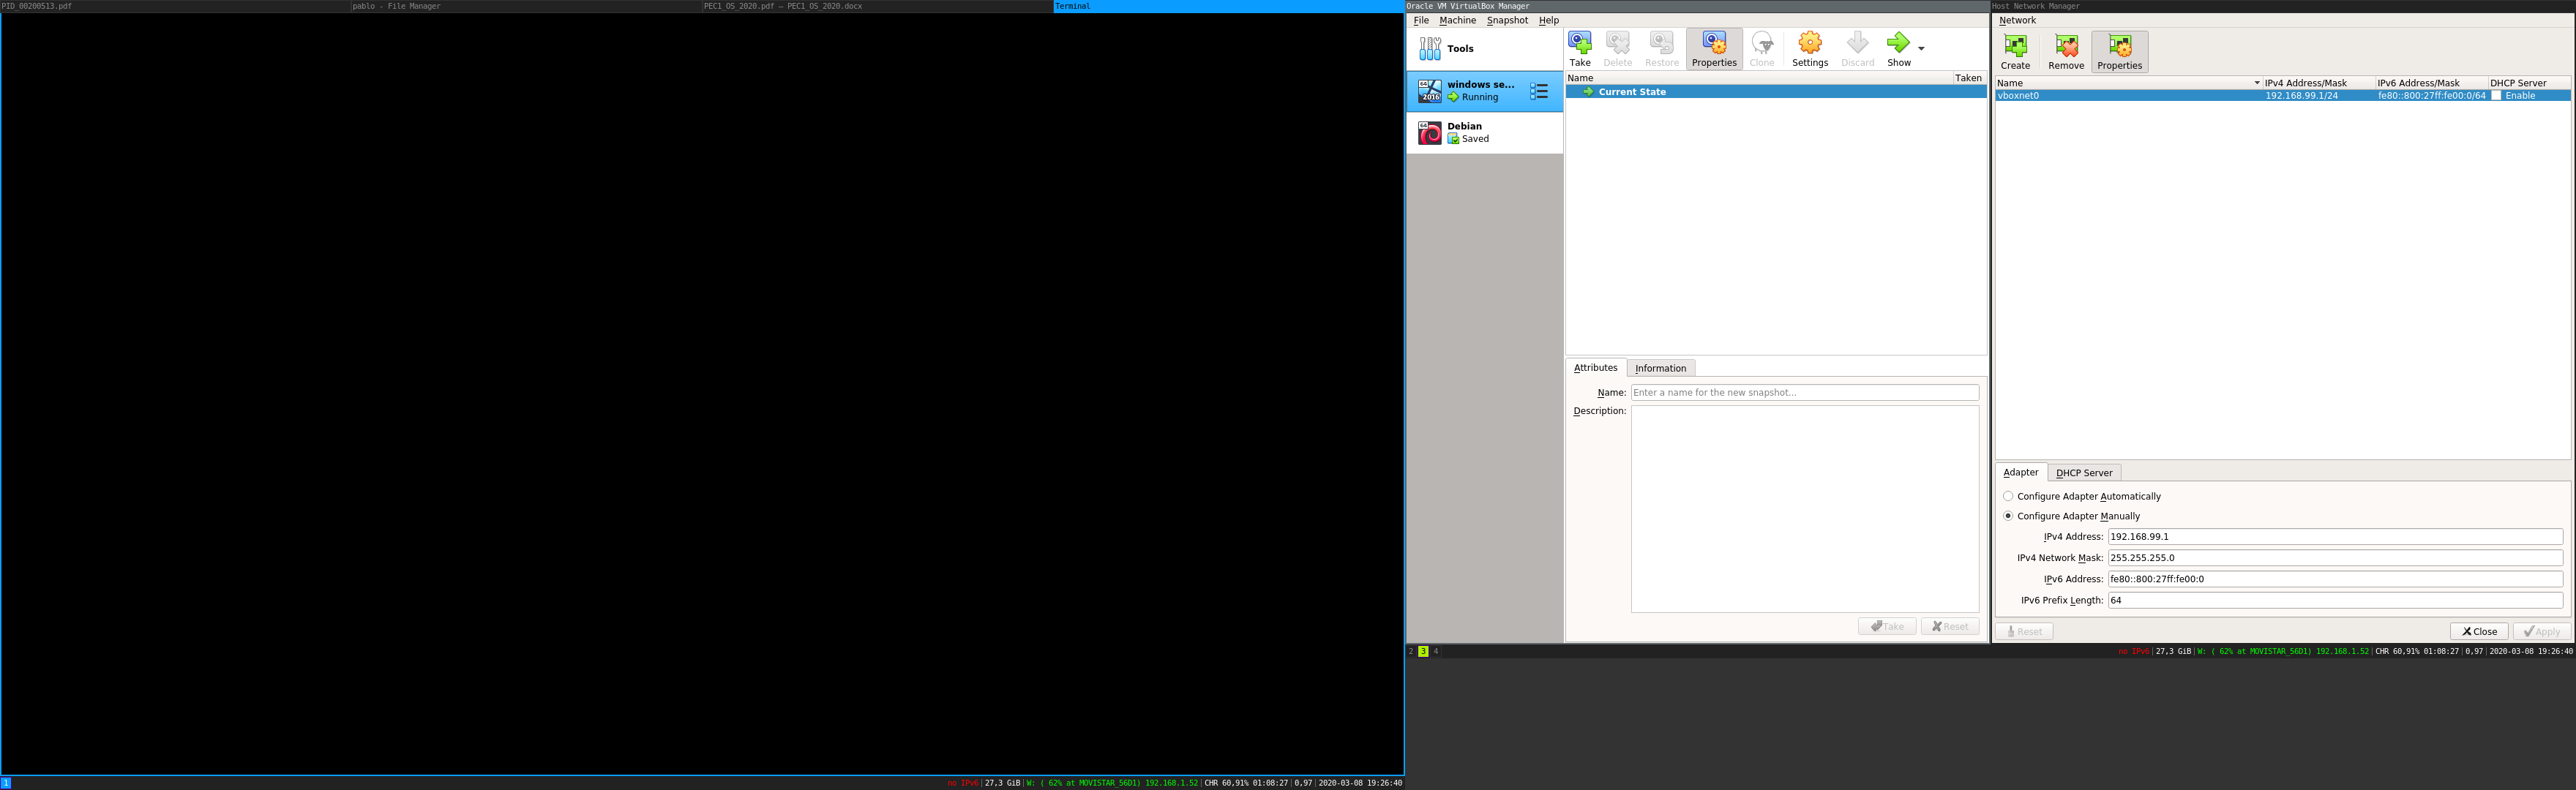 PID_00200513.pdf
pablo - File Manager
PEC1_OS_2020.pdf — PEC1_OS_2020.docx
Terminal
1
no IPv6| 27,3 GiB| W: ( 62% at MOVISTAR_56D1) 192.168.1.52| CHR 60,91% 01:08:27| 0,97| 2020-03-08 19:26:40
Oracle VM VirtualBox Manager
File Machine Snapshot Help
Tools
windows se...
Running
2016
64
Debian
Saved
64
Take Delete Restore Properties Clone Settings Discard Show
Name Taken
Current State
Attributes Information
Name: Enter a name for the new snapshot...
Description:
Take Reset
2 3 4
Host Network Manager
Network
Create Remove Properties
Name IPv4 Address/Mask IPv6 Address/Mask DHCP Server
vboxnet0 192.168.99.1/24 fe80::800:27ff:fe00:0/64 Enable
Adapter DHCP Server
Configure Adapter Automatically
Configure Adapter Manually
IPv4 Address: 192.168.99.1
IPv4 Network Mask: 255.255.255.0
IPv6 Address: fe80::800:27ff:fe00:0
IPv6 Prefix Length: 64
Reset Close Apply
no IPv6| 27,3 GiB| W: ( 62% at MOVISTAR_56D1) 192.168.1.52| CHR 60,91% 01:08:27| 0,97| 2020-03-08 19:26:40